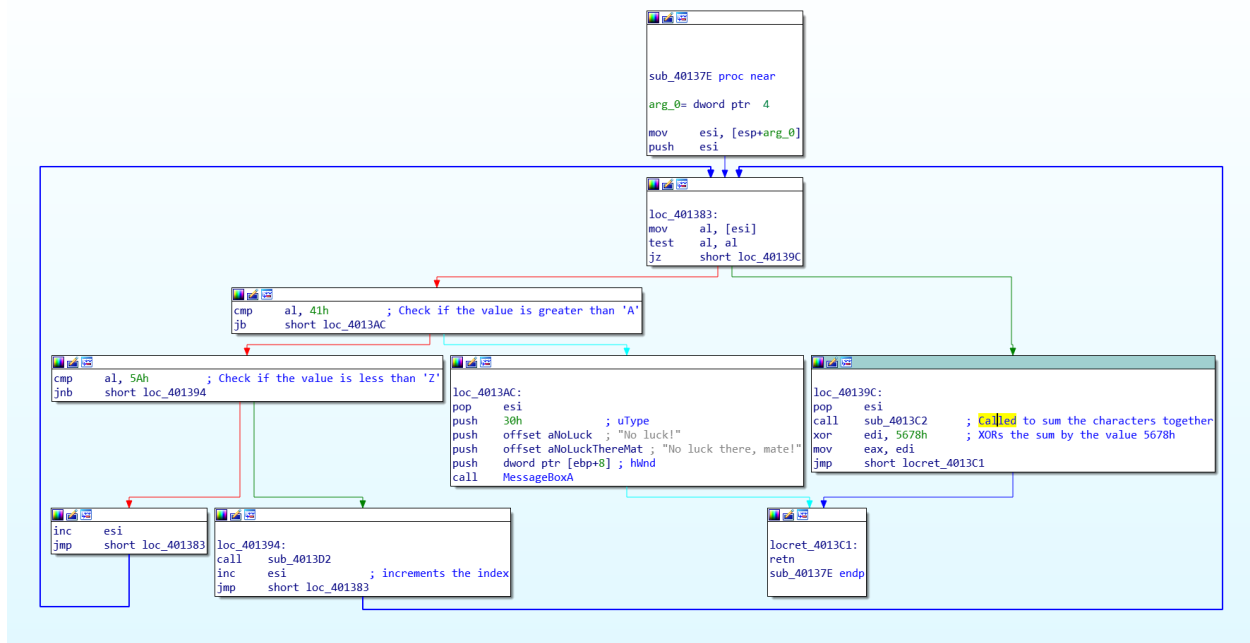 sub_40137E proc near
arg_0= dword ptr  4
mov     esi, [esp+arg_0]
push    esi
loc_401383:
mov     al, [esi]
test    al, al
jz      short loc_40139C
cmp     al, 41h         ; Check if the value is greater than 'A'
jb      short loc_4013AC
cmp     al, 5Ah         ; Check if the value is less than 'Z'
jnb     short loc_401394
loc_4013AC:
pop     esi
push    30h             ; uType
push    offset aNoLuck  ; "No luck!"
push    offset aNoLuckThereMat ; "No luck there, mate!"
push    dword ptr [ebp+8] ; hWnd
call    MessageBoxA
loc_40139C:
pop     esi
call    sub_4013C2      ; Called to sum the characters together
xor     edi, 5678h      ; XORs the sum by the value 5678h
mov     eax, edi
jmp     short locret_4013C1
inc     esi
jmp     short loc_401383
loc_401394:
call    sub_4013D2
inc     esi             ; increments the index
jmp     short loc_401383
locret_4013C1:
retn
sub_40137E endp